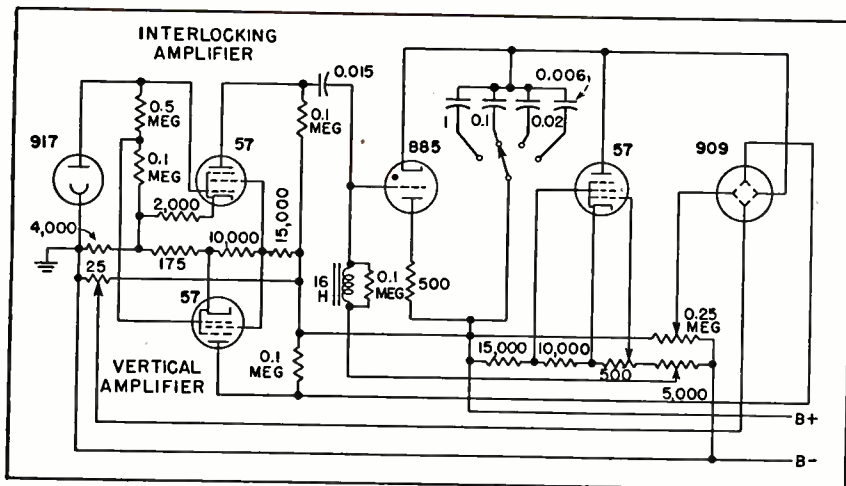 INTERLOCKING
AMPLIFIER
0.015
0.006
0.5
MEG
57
0.1
MEG
885
1
0.1
0.02
57
909
917
0.1
MEG
2,000
4,000
175
10,000
15,000
25
57
16
H
0.1
MEG
500
0.25
MEG
VERTICAL
AMPLIFIER
0.1
MEG
15,000
10,000
500
5,000
B+
B-